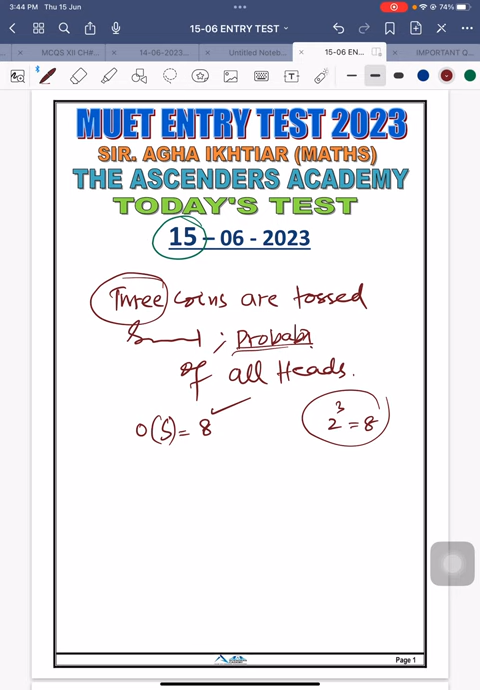 3:44 PM Thu 15 Jun
74%
15-06 ENTRY TEST
MCQS XII CH#...
14-06-2023...
Untitled Noteb...
15-06 EN...
IMPORTANT Q...
MUET ENTRY TEST 2023
SIR. AGHA IKHTIAR (MATHS)
THE ASCENDERS ACADEMY
TODAY'S TEST
15 - 06 - 2023
Three coins are tossed
; Probab
of all Heads.
O(S) = 8 ✓
2³ = 8
Page 1